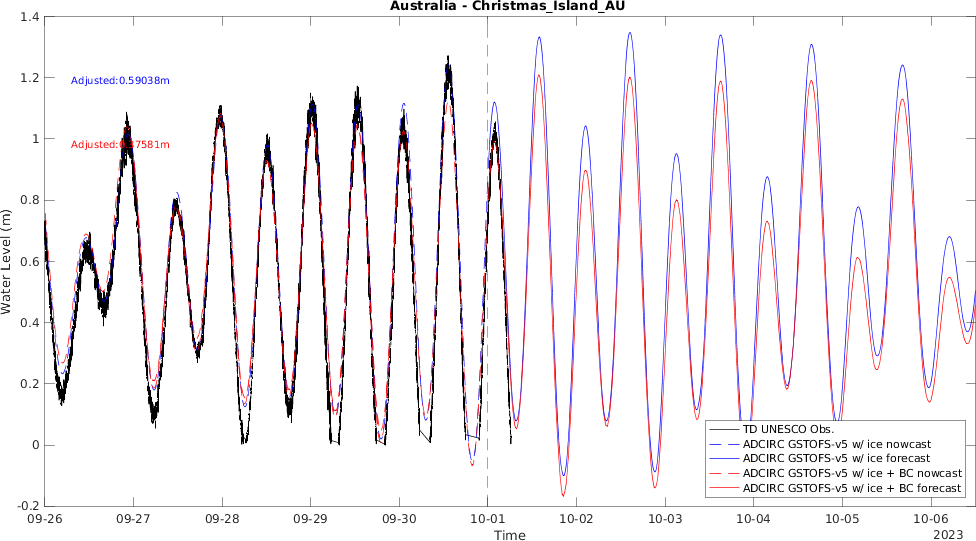 Australia - Christmas_Island_AU
1.4
1.2
1
0.8
0.6
0.4
0.2
0
-0.2
Water Level (m)
Adjusted:0.59038m
Adjusted: 7581m
TD UNESCO Obs.
ADCIRC GSTOFS-v5 w/ ice nowcast
ADCIRC GSTOFS-v5 w/ ice forecast
ADCIRC GSTOFS-v5 w/ ice + BC nowcast
ADCIRC GSTOFS-v5 w/ ice + BC forecast
09-26 09-27 09-28 09-29 09-30 10-01 10-02 10-03 10-04 10-05 10-06
Time
2023